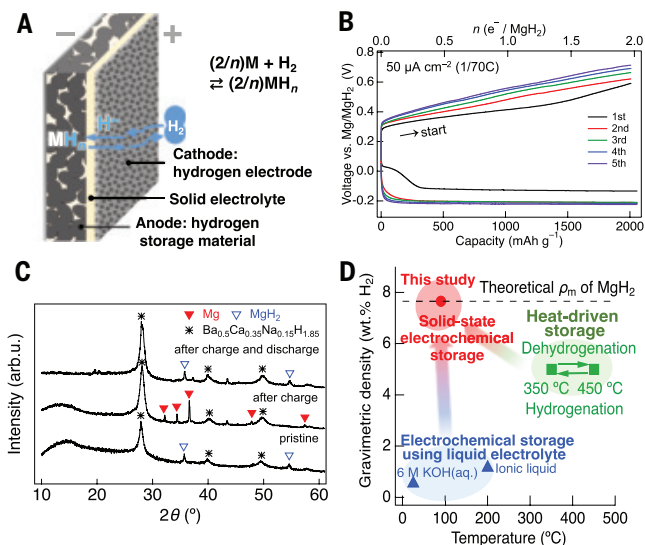 A
−
+
(2/n)M + H₂
⇄ (2/n)MHₙ
MHₙ
H⁻
H₂
Cathode:
hydrogen electrode
Solid electrolyte
Anode: hydrogen
storage material
B
n (e⁻ / MgH₂)
0.0 0.5 1.0 1.5 2.0
50 μA cm⁻² (1/70C)
Voltage vs. Mg/MgH₂ (V)
0.8
0.6
0.4
0.2
0.0
-0.2
start
1st
2nd
3rd
4th
5th
0 500 1000 1500 2000
Capacity (mAh g⁻¹)
C
Mg MgH₂
Ba₀.₅Ca₀.₃₅Na₀.₁₅H₁.₈₅
after charge and discharge
after charge
pristine
Intensity (arb.u.)
10 20 30 40 50 60
2θ (°)
D
Gravimetric density (wt.% H₂)
10
8
6
4
2
0
This study
Theoretical ρₘ of MgH₂
Solid-state
electrochemical
storage
Heat-driven
storage
Dehydrogenation
350 ºC 450 ºC
Hydrogenation
Electrochemical storage
using liquid electrolyte
6 M KOH(aq.)
Ionic liquid
0 100 200 300 400 500
Temperature (ºC)